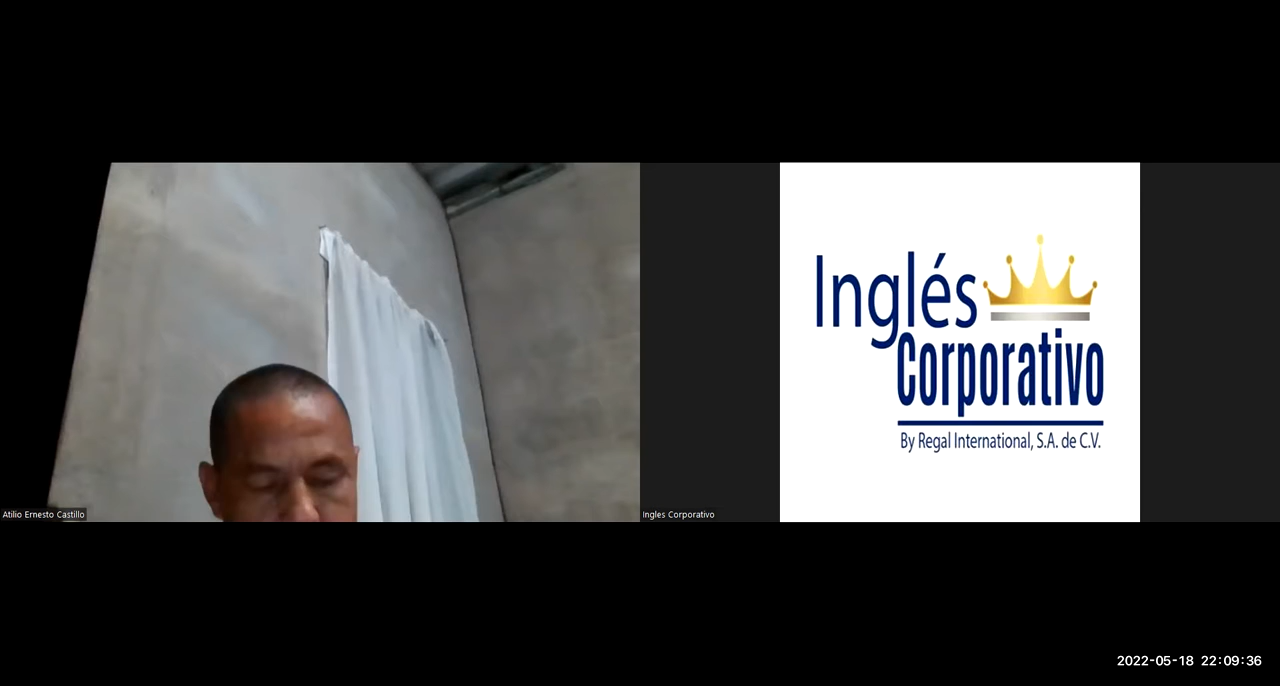 Inglés
Corporativo
By Regal International, S.A. de C.V.
Atilio Ernesto Castillo
Ingles Corporativo
2022-05-18 22:09:36